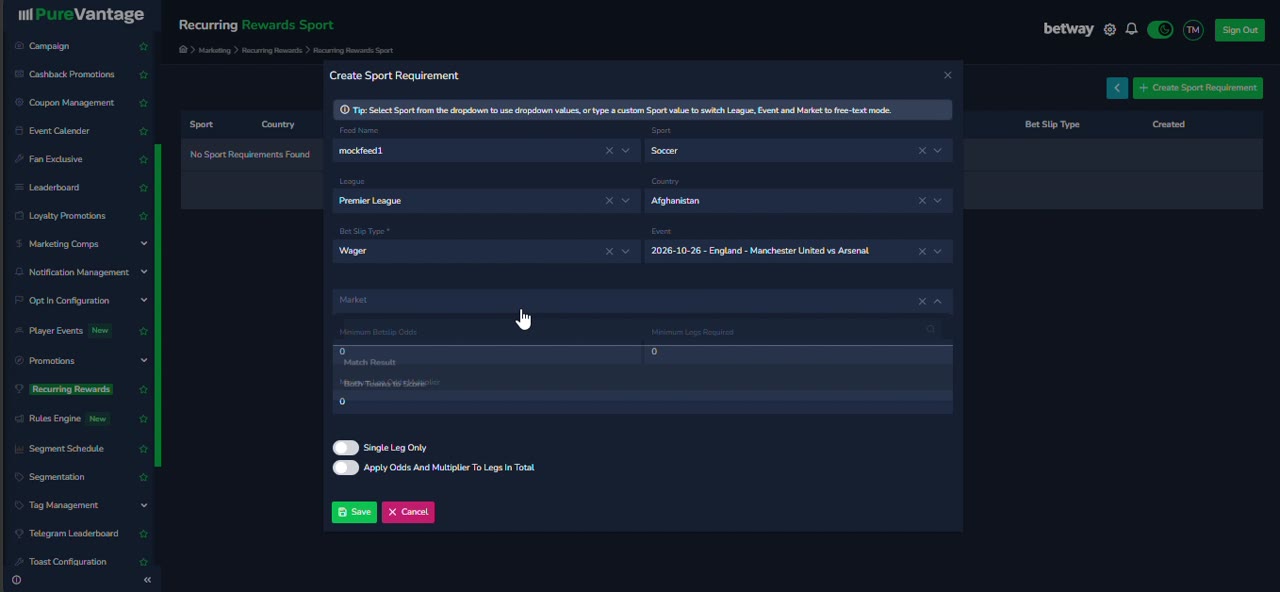 PureVantage
Recurring Rewards Sport
Marketing > Recurring Rewards > Recurring Rewards Sport
betway
TM
Sign Out
Campaign
Cashback Promotions
Coupon Management
Event Calender
Fan Exclusive
Leaderboard
Loyalty Promotions
Marketing Comps
Notification Management
Opt In Configuration
Player Events New
Promotions
Recurring Rewards
Rules Engine New
Segment Schedule
Segmentation
Tag Management
Telegram Leaderboard
Toast Configuration
+ Create Sport Requirement
Sport Country Bet Slip Type Created
No Sport Requirements Found
Create Sport Requirement
Tip: Select Sport from the dropdown to use dropdown values, or type a custom Sport value to switch League, Event and Market to free-text mode.
Feed Name Sport
mockfeed1 Soccer
League Country
Premier League Afghanistan
Bet Slip Type * Event
Wager 2026-10-26 - England - Manchester United vs Arsenal
Market
Minimum Betslip Odds Minimum Legs Required
0 0
Match Result
Both Teams to Score
0
Single Leg Only
Apply Odds And Multiplier To Legs In Total
Save Cancel